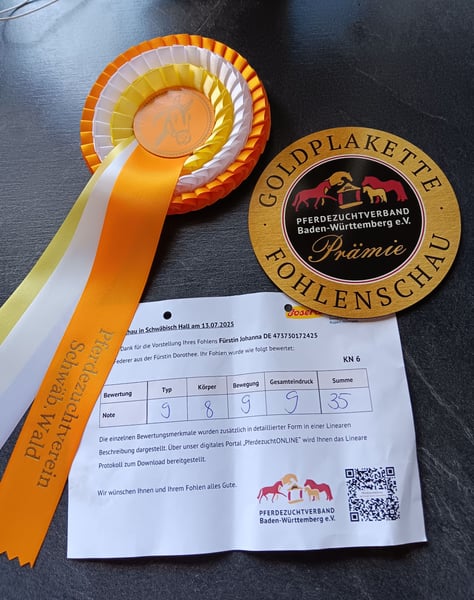 GOLDPLAKETTE
PFERDEZUCHTVERBAND
Baden-Württemberg e.V.
Prämie
FOHLENSCHAU
Pferdezuchtverein
Schwäb Wald
in Schwäbisch Hall am 13.07.2025
Dank für die Vorstellung Ihres Fohlens Fürstin Johanna DE 473730172425
Federer aus der Dorothee. Ihr Fohlen wurde wie folgt bewertet:
KN 6
Bewertung Typ Körper Bewegung Gesamteindruck Summe
Note 9 8 9 9 35
Die einzelnen Bewertungsmerkmale wurden zusätzlich in detaillierter Form in einer Linearen
Beschreibung dargestellt. Über unser digitales Portal „PferdezuchtONLINE" wird Ihnen das Lineare
Protokoll zum Download bereitgestellt.
Wir wünschen Ihnen und Ihrem Fohlen alles Gute.
PFERDEZUCHTVERBAND
Baden-Württemberg e.V.